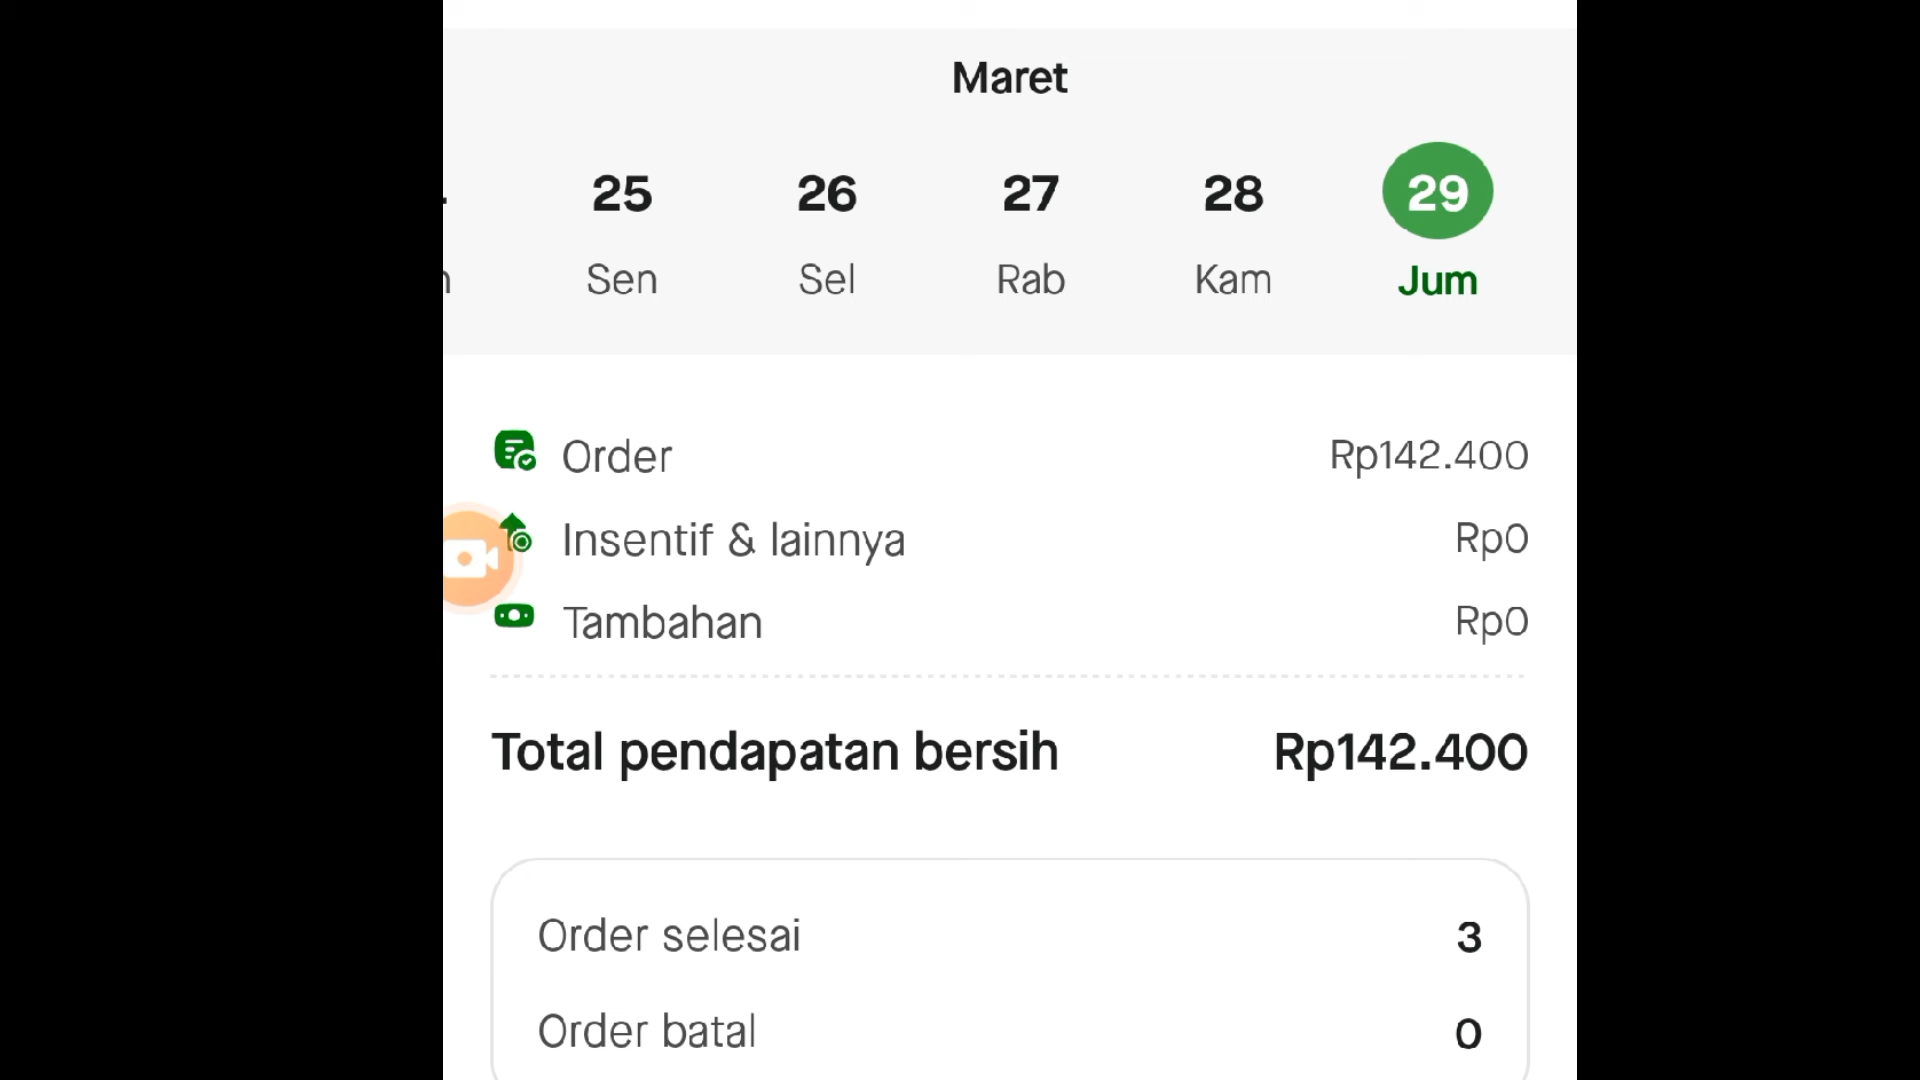 Maret
25 26 27 28 29
Sen Sel Rab Kam Jum
Order Rp142.400
Insentif & lainnya Rp0
Tambahan Rp0
Total pendapatan bersih Rp142.400
Order selesai 3
Order batal 0